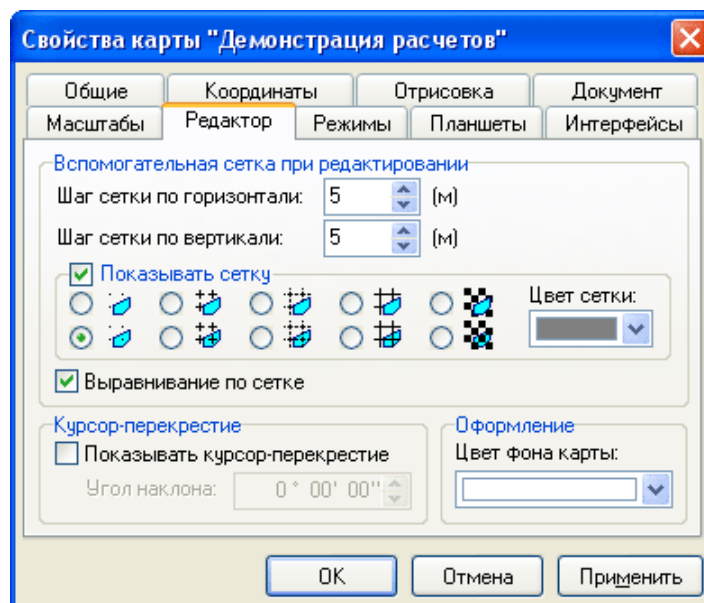 Свойства карты "Демонстрация расчетов"
Общие Координаты Отрисовка Документ
Масштабы Редактор Режимы Планшеты Интерфейсы
Вспомогательная сетка при редактировании
Шаг сетки по горизонтали: 5 (м)
Шаг сетки по вертикали: 5 (м)
Показывать сетку
Цвет сетки:
Выравнивание по сетке
Курсор-перекрестие
Показывать курсор-перекрестие
Угол наклона: 0 ° 00' 00"
Оформление
Цвет фона карты:
OK Отмена Применить